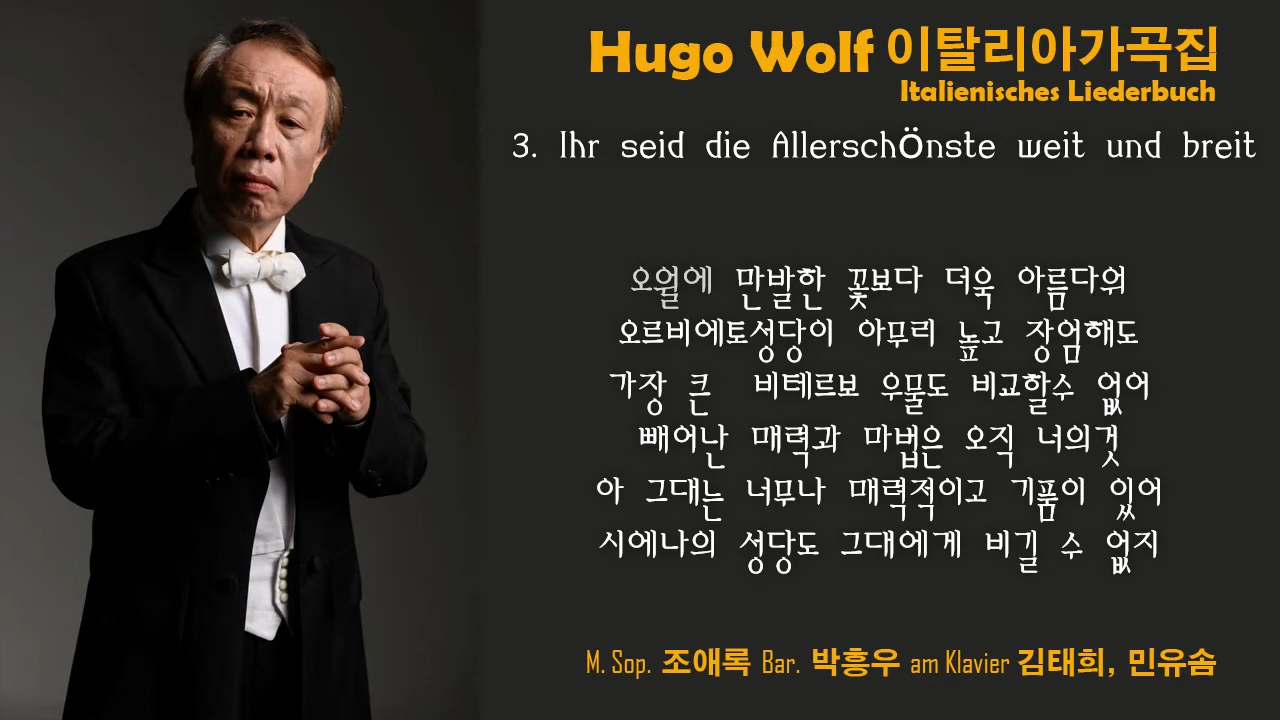 Hugo Wolf 이탈리아가곡집
Italienisches Liederbuch
3. Ihr seid die AllerschÖnste weit und breit
오월에 만발한 꽃보다 더욱 아름다워
오르비에토성당이 아무리 높고 장엄해도
가장 큰 비테르보 우물도 비교할수 없어
빼어난 매력과 마법은 오직 너의것
아 그대는 너무나 매력적이고 기품이 있어
시에나의 성당도 그대에게 비길 수 없지
M. Sop. 조애록 Bar. 박흥우 am Klavier 김태희, 민유솜